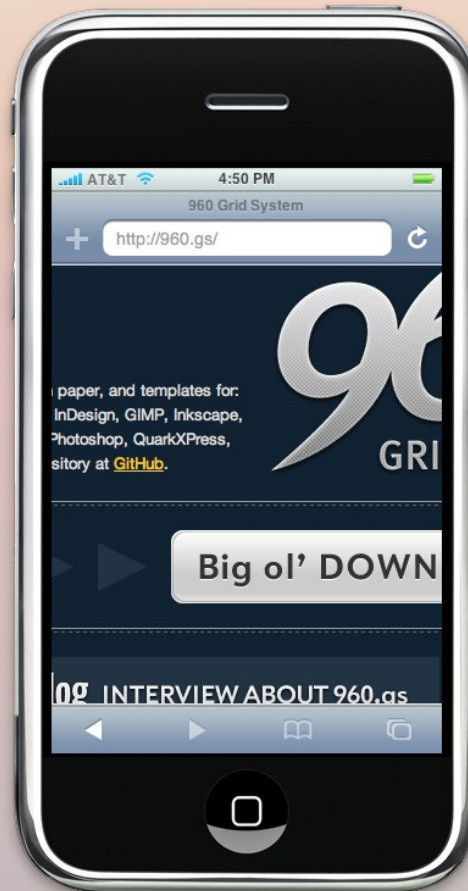 AT&T 4:50 PM
960 Grid System
http://960.gs/
paper, and templates for:
InDesign, GIMP, Inkscape,
Photoshop, QuarkXPress,
sitory at GitHub.
96
GRI
Big ol’ DOWN
log INTERVIEW ABOUT 960.gs